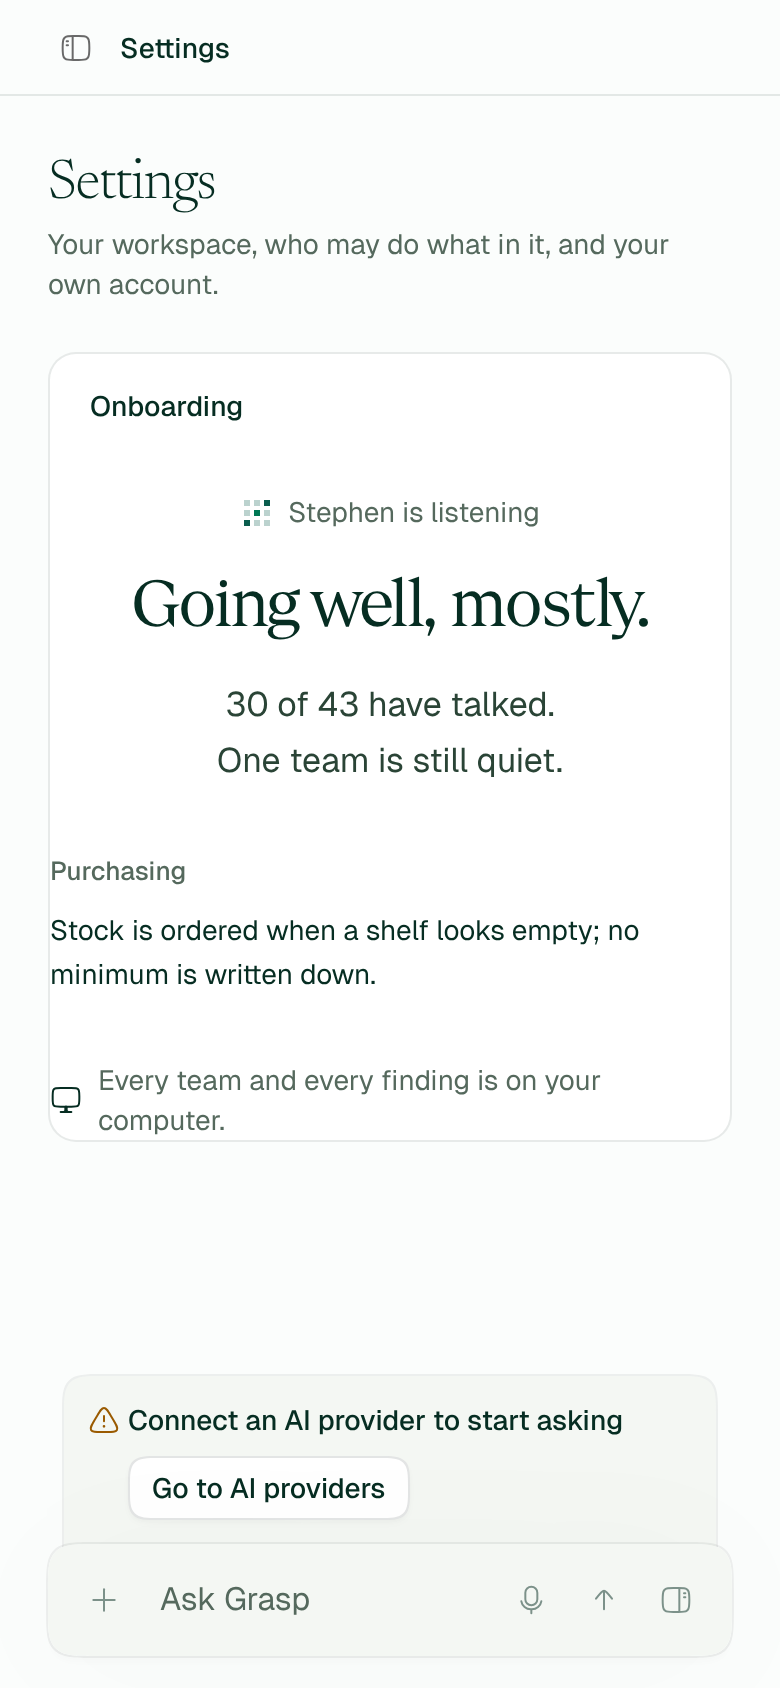 Settings
Settings
Your workspace, who may do what in it, and your
own account.
Onboarding
Stephen is listening
Going well, mostly.
30 of 43 have talked.
One team is still quiet.
Purchasing
Stock is ordered when a shelf looks empty; no
minimum is written down.
Every team and every finding is on your
computer.
Connect an AI provider to start asking
Go to AI providers
Ask Grasp